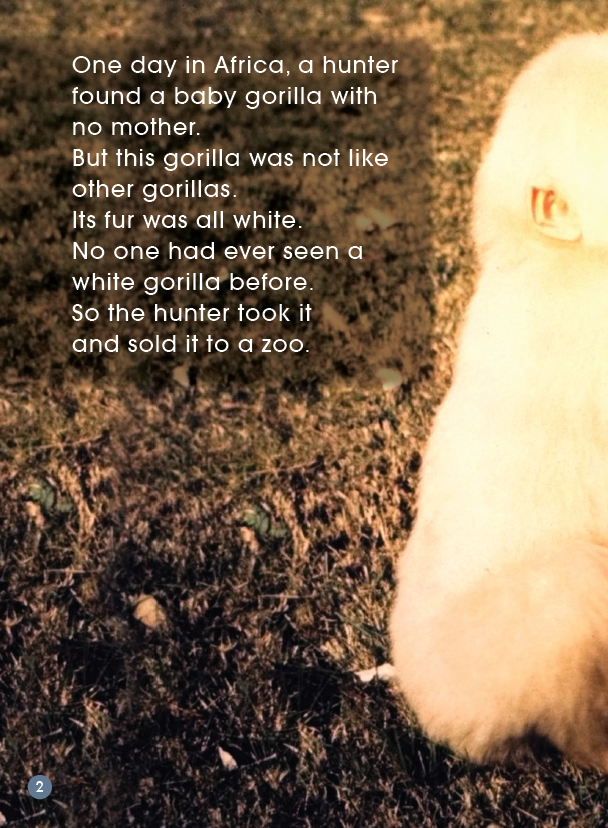 One day in Africa, a hunter
found a baby gorilla with
no mother.
But this gorilla was not like
other gorillas.
Its fur was all white.
No one had ever seen a
white gorilla before.
So the hunter took it
and sold it to a zoo.
2